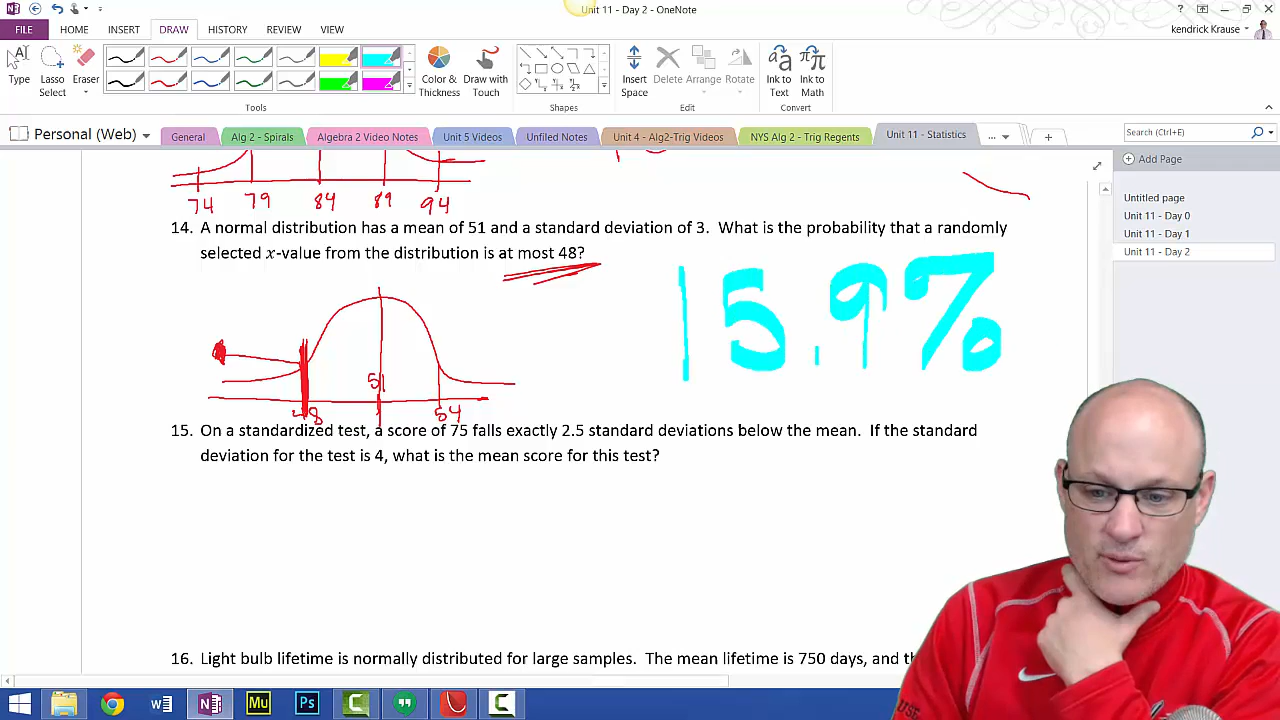 Unit 11 - Day 2 - OneNote
FILE HOME INSERT DRAW HISTORY REVIEW VIEW
kendrick Krause
Type
Lasso Select
Eraser
Color & Thickness
Draw with Touch
Insert Space
Delete
Arrange
Rotate
Ink to Text
Ink to Math
Tools Shapes Edit Convert
Personal (Web)
General
Alg 2 - Spirals
Algebra 2 Video Notes
Unit 5 Videos
Unfiled Notes
Unit 4 - Alg2-Trig Videos
NYS Alg 2 - Trig Regents
Unit 11 - Statistics
...
Search (Ctrl+E)
Add Page
Untitled page
Unit 11 - Day 0
Unit 11 - Day 1
Unit 11 - Day 2
74 79 84 89 94
14. A normal distribution has a mean of 51 and a standard deviation of 3. What is the probability that a randomly
selected x-value from the distribution is at most 48?
15.9%
51
48 54
15. On a standardized test, a score of 75 falls exactly 2.5 standard deviations below the mean. If the standard
deviation for the test is 4, what is the mean score for this test?
16. Light bulb lifetime is normally distributed for large samples. The mean lifetime is 750 days, and
Mu Ps